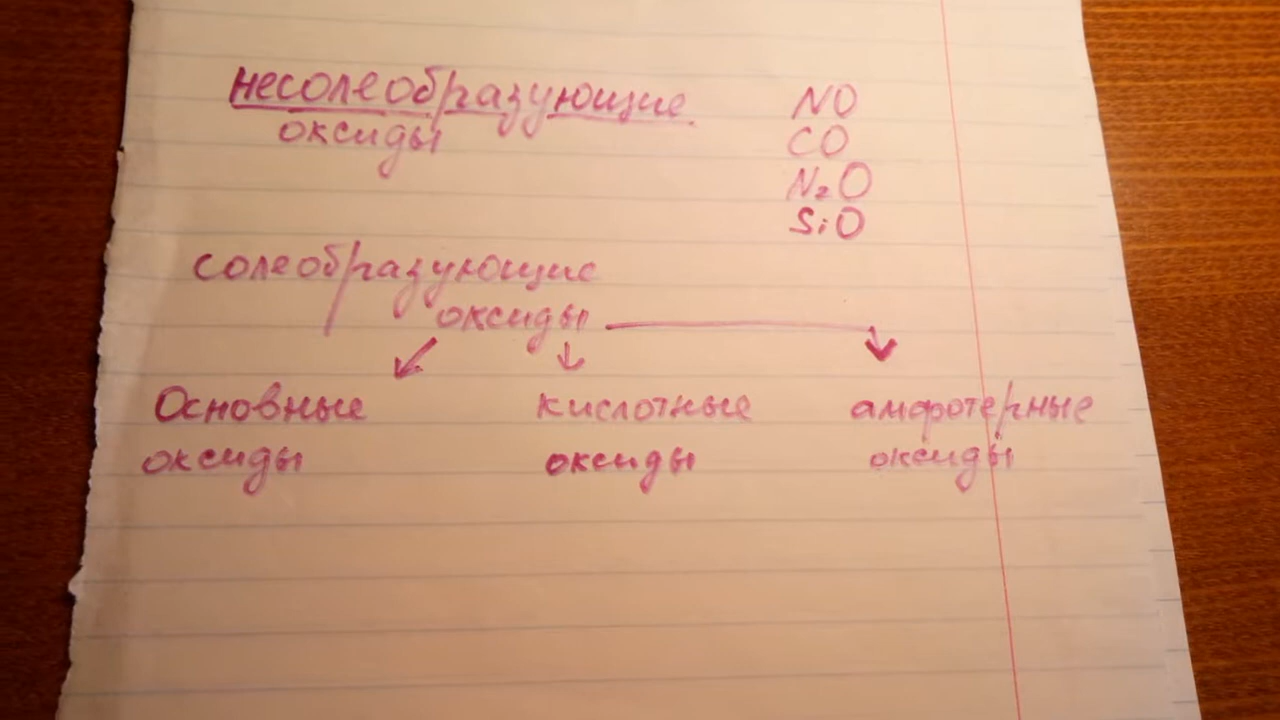 несолеобразующие
оксиды
NO
CO
N₂O
SiO
солеобразующие
оксиды
Основные кислотные амфотерные
оксиды оксиды оксиды